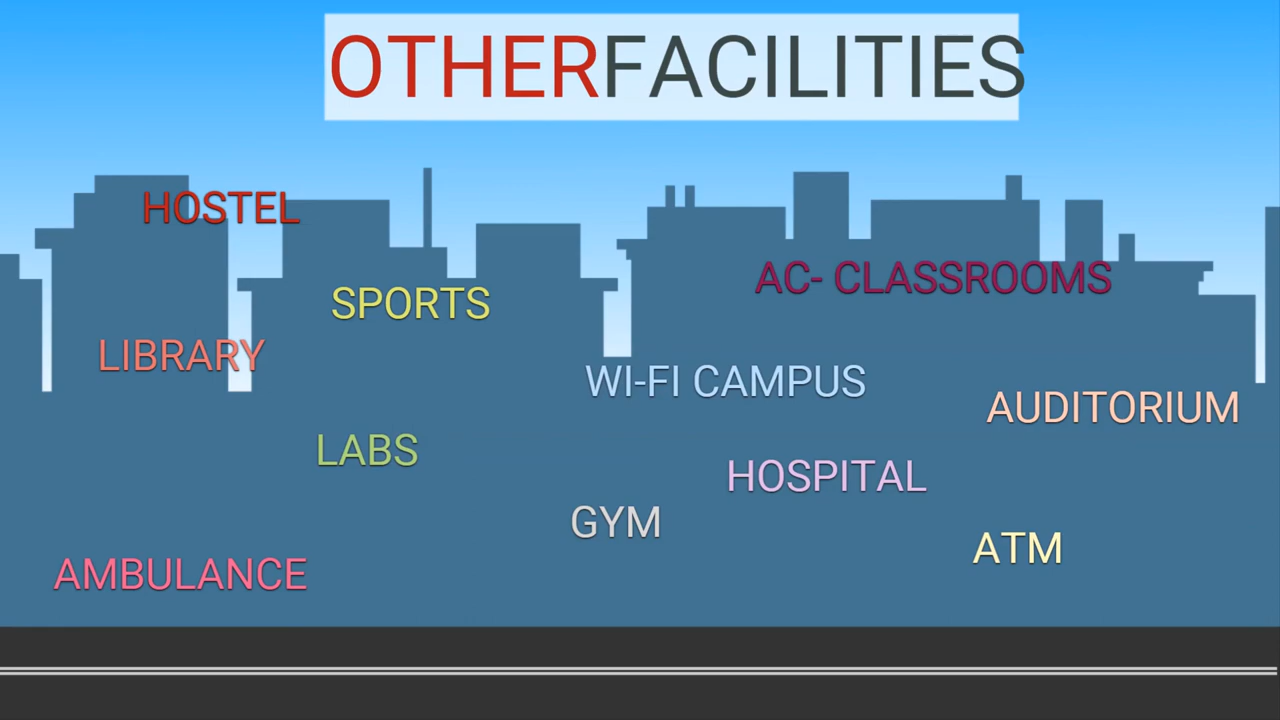 OTHERFACILITIES
HOSTEL
AC- CLASSROOMS
SPORTS
LIBRARY
WI-FI CAMPUS
AUDITORIUM
LABS
HOSPITAL
GYM
ATM
AMBULANCE